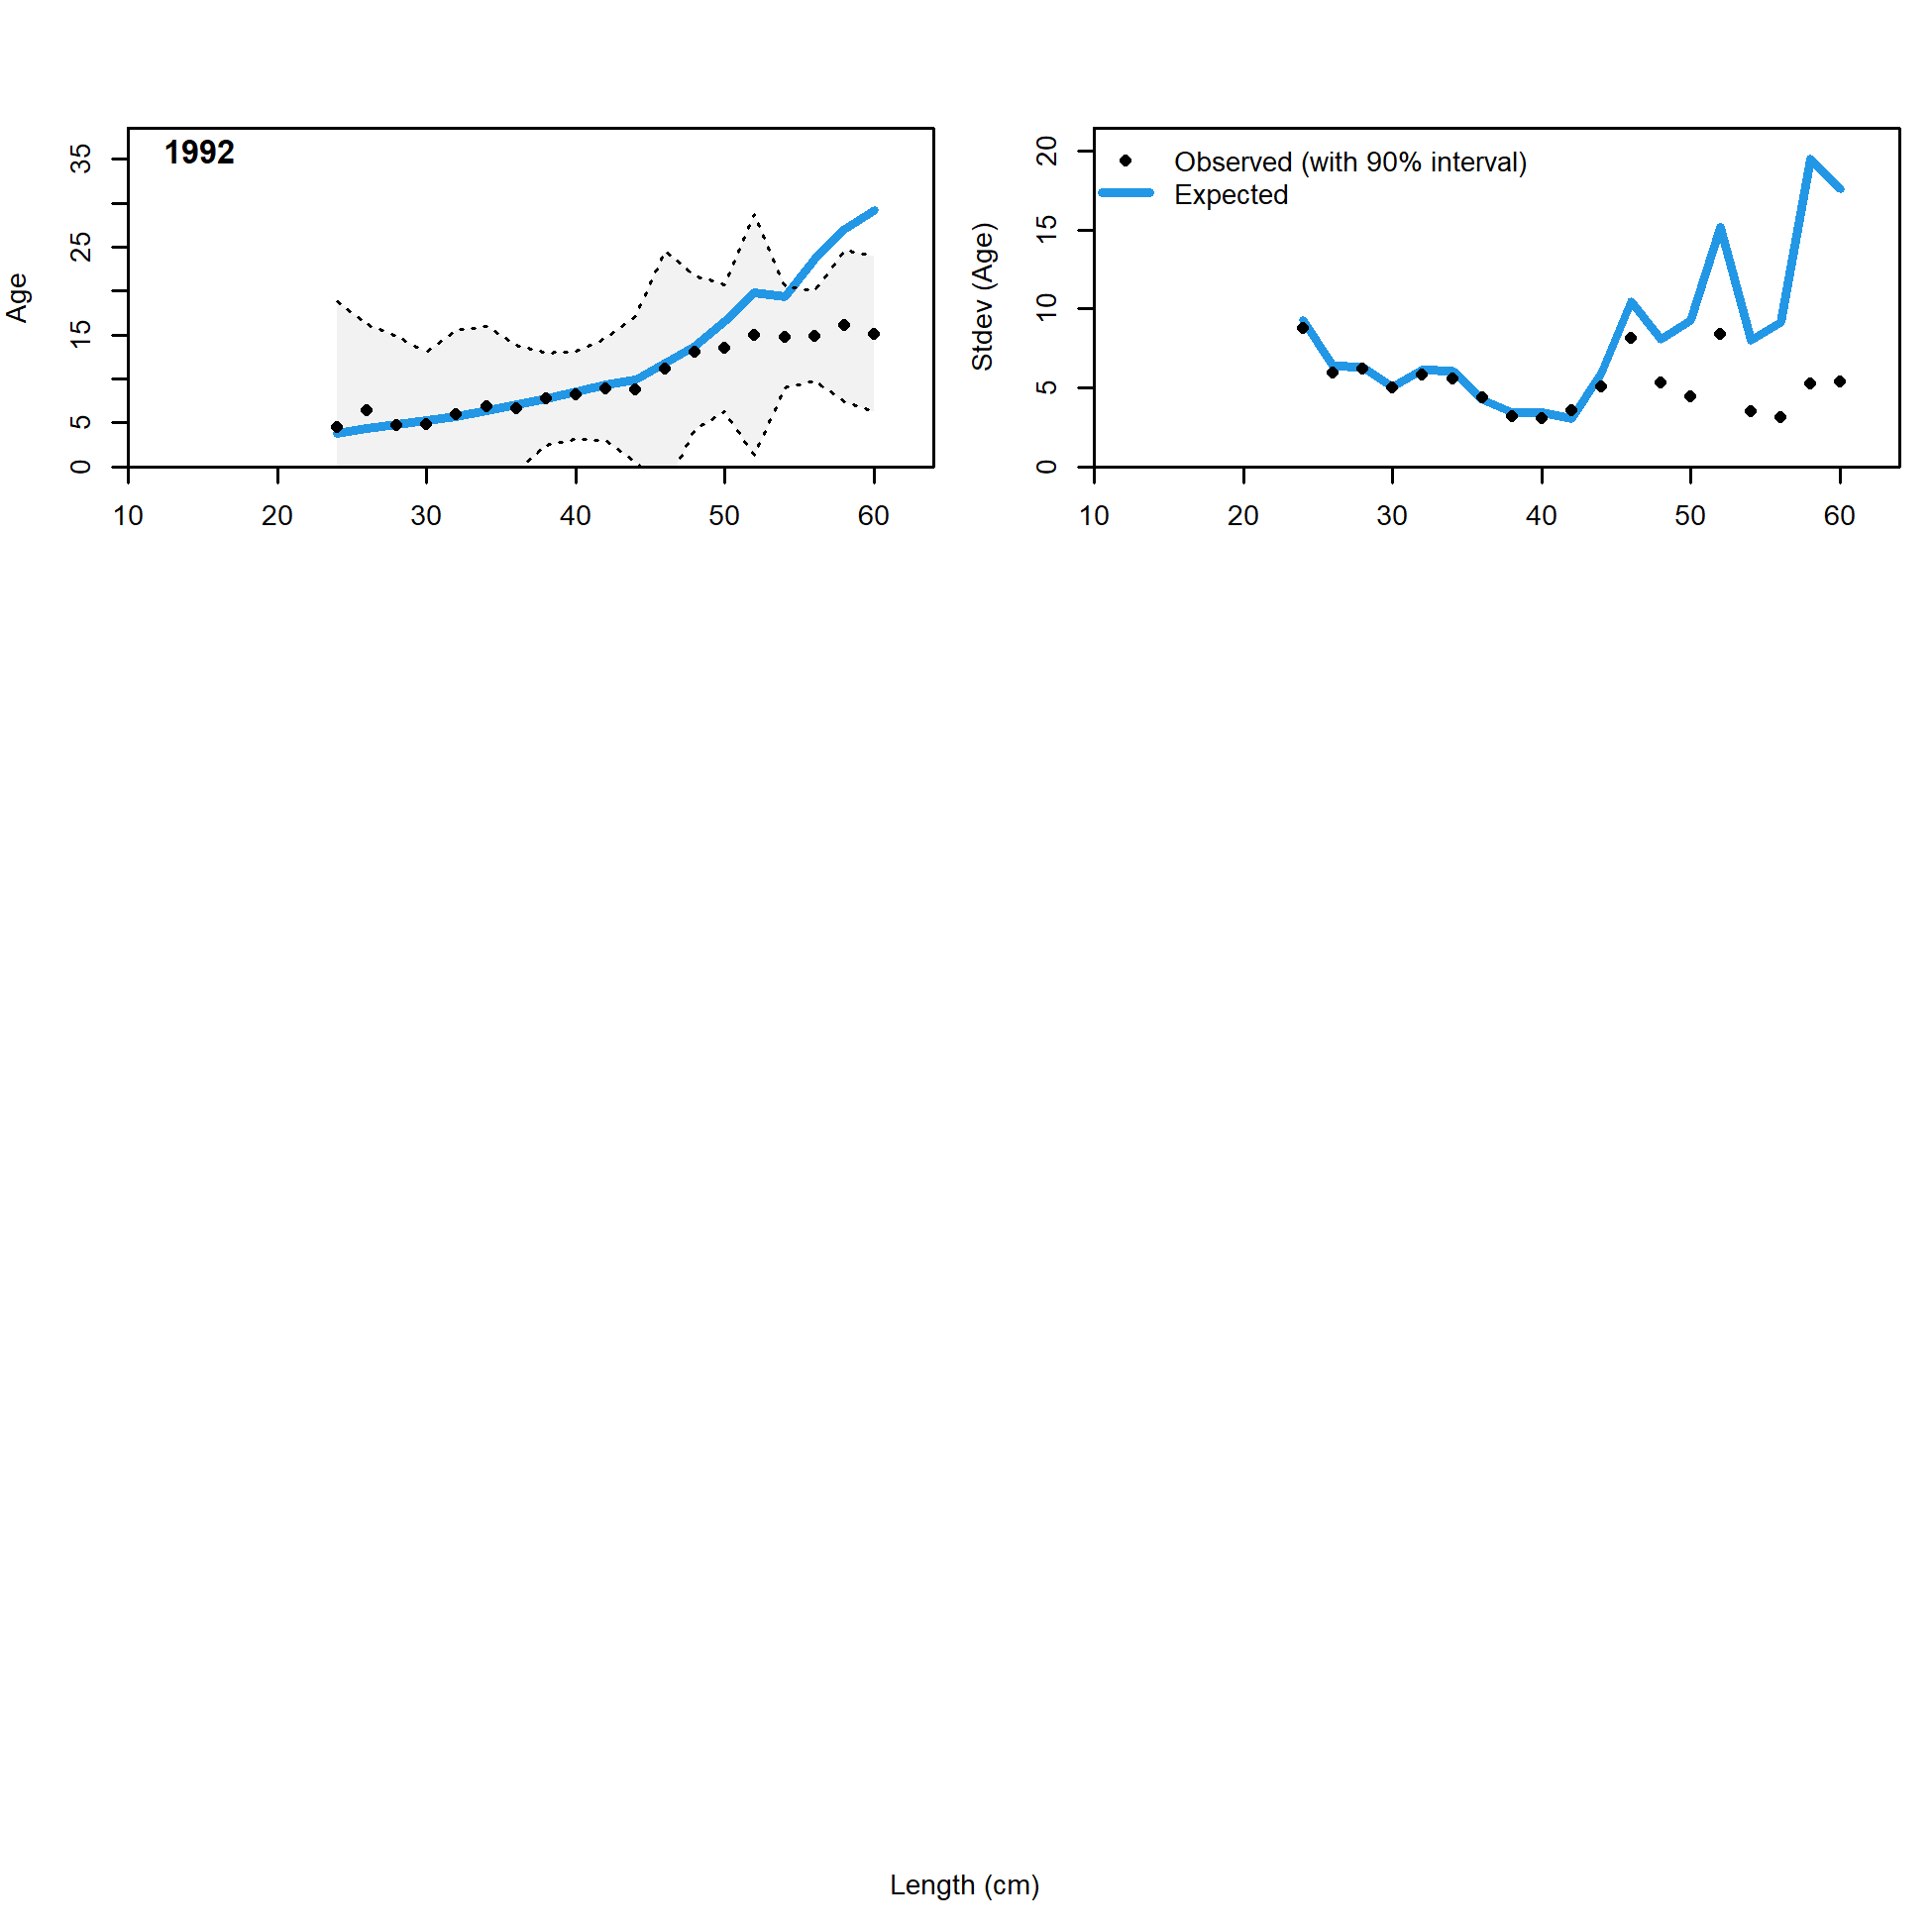 1992
Age
0 5 15 25 35
10 20 30 40 50 60
Observed (with 90% interval)
Expected
Stdev (Age)
0 5 10 15 20
10 20 30 40 50 60
Length (cm)